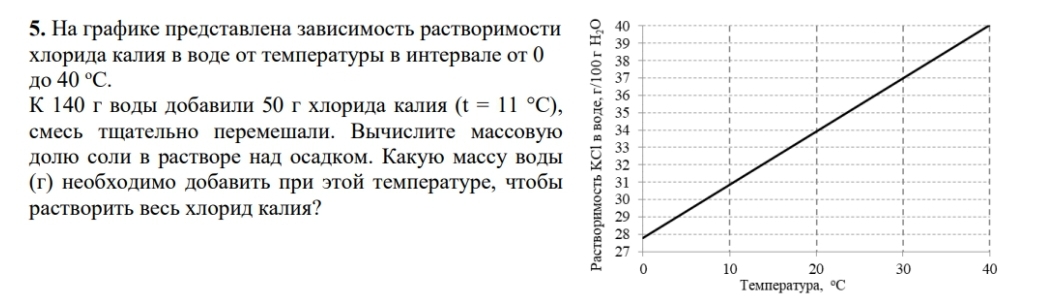 5. На графике представлена зависимость растворимости
хлорида калия в воде от температуры в интервале от 0
до 40 °С.
К 140 г воды добавили 50 г хлорида калия (t = 11 °С),
смесь тщательно перемешали. Вычислите массовую
долю соли в растворе над осадком. Какую массу воды
(г) необходимо добавить при этой температуре, чтобы
растворить весь хлорид калия?
Растворимость KCl в воде, г/100 г H₂O
40
39
38
37
36
35
34
33
32
31
30
29
28
27
0 10 20 30 40
Температура, °С